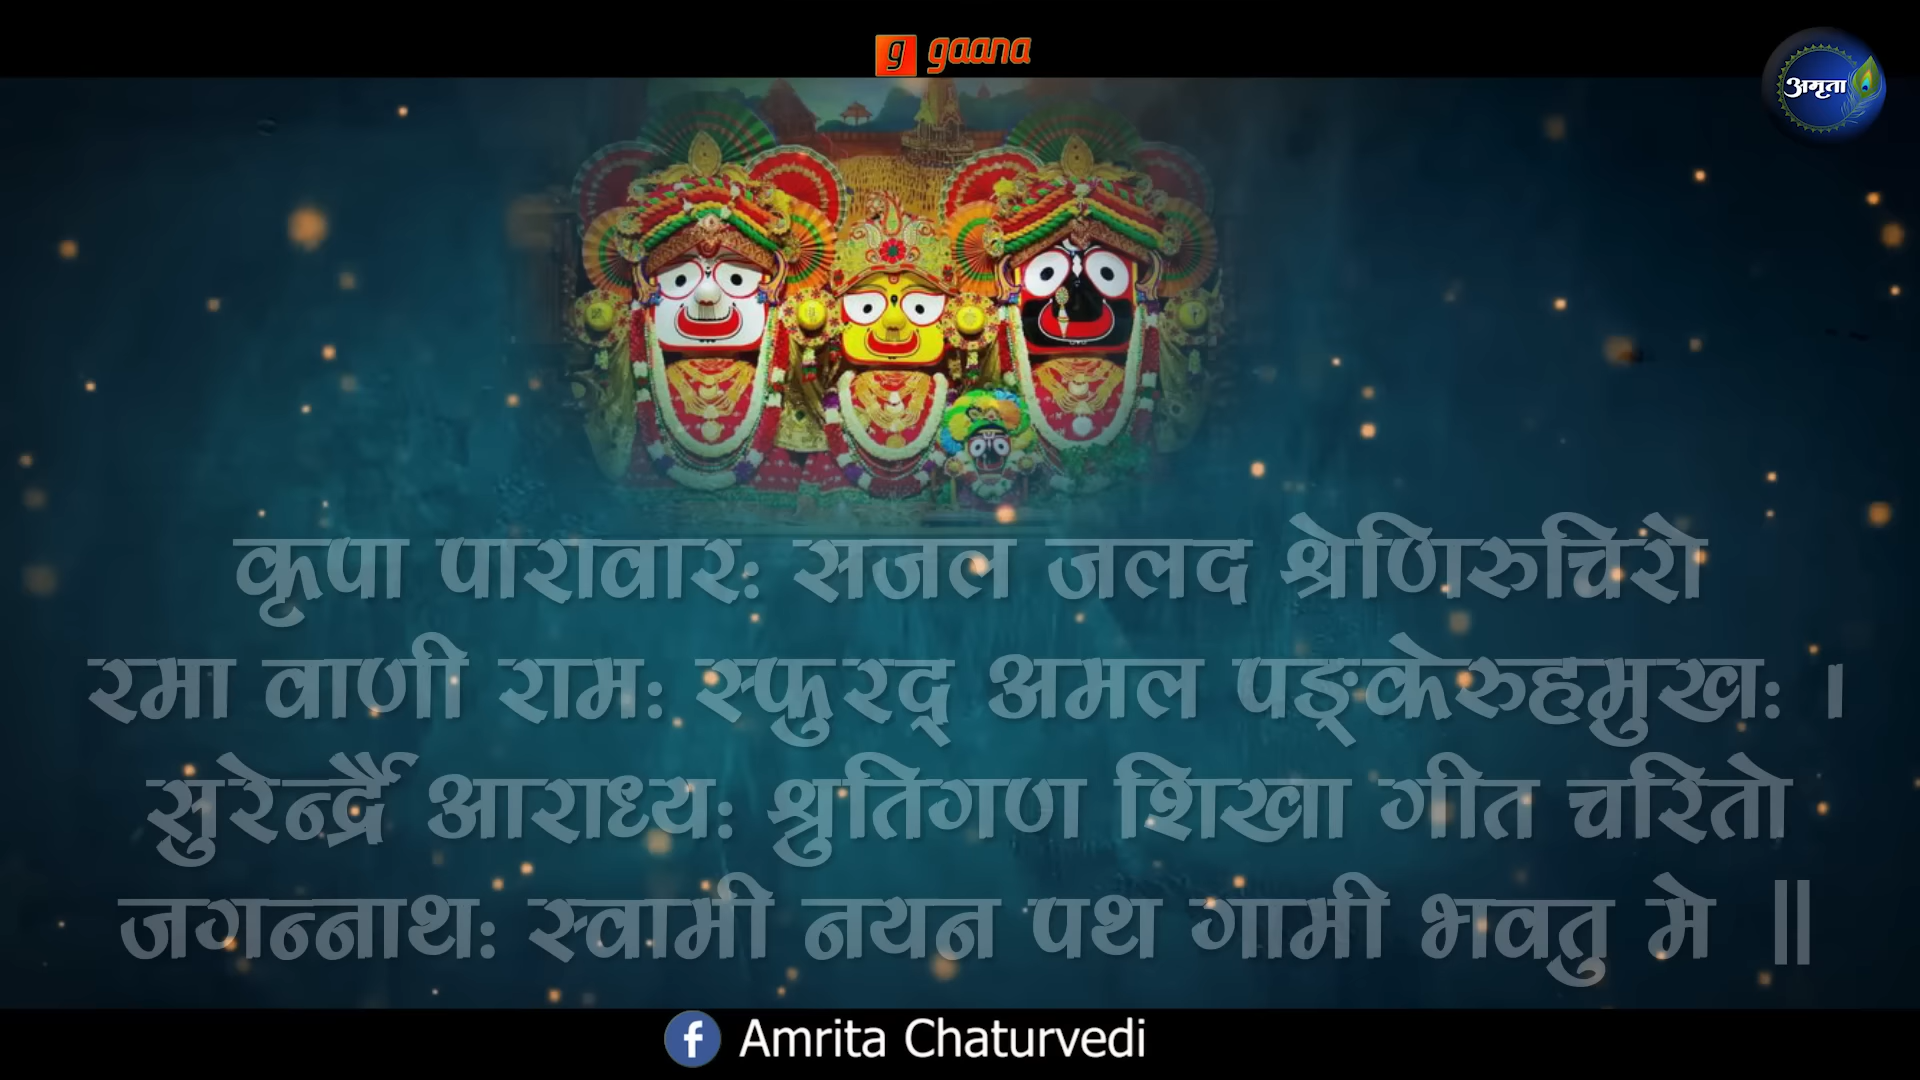 g gaana
अमृता
कृपा पारावार: सजल जलद श्रेणिरुचिरो
रमा वाणी राम: स्फुरद् अमल पङ्केरुहमुख: ।
सुरेन्द्रै आराध्य: श्रुतिगण शिखा गीत चरितो
जगन्नाथ: स्वामी नयन पथ गामी भवतु मे ॥
f Amrita Chaturvedi